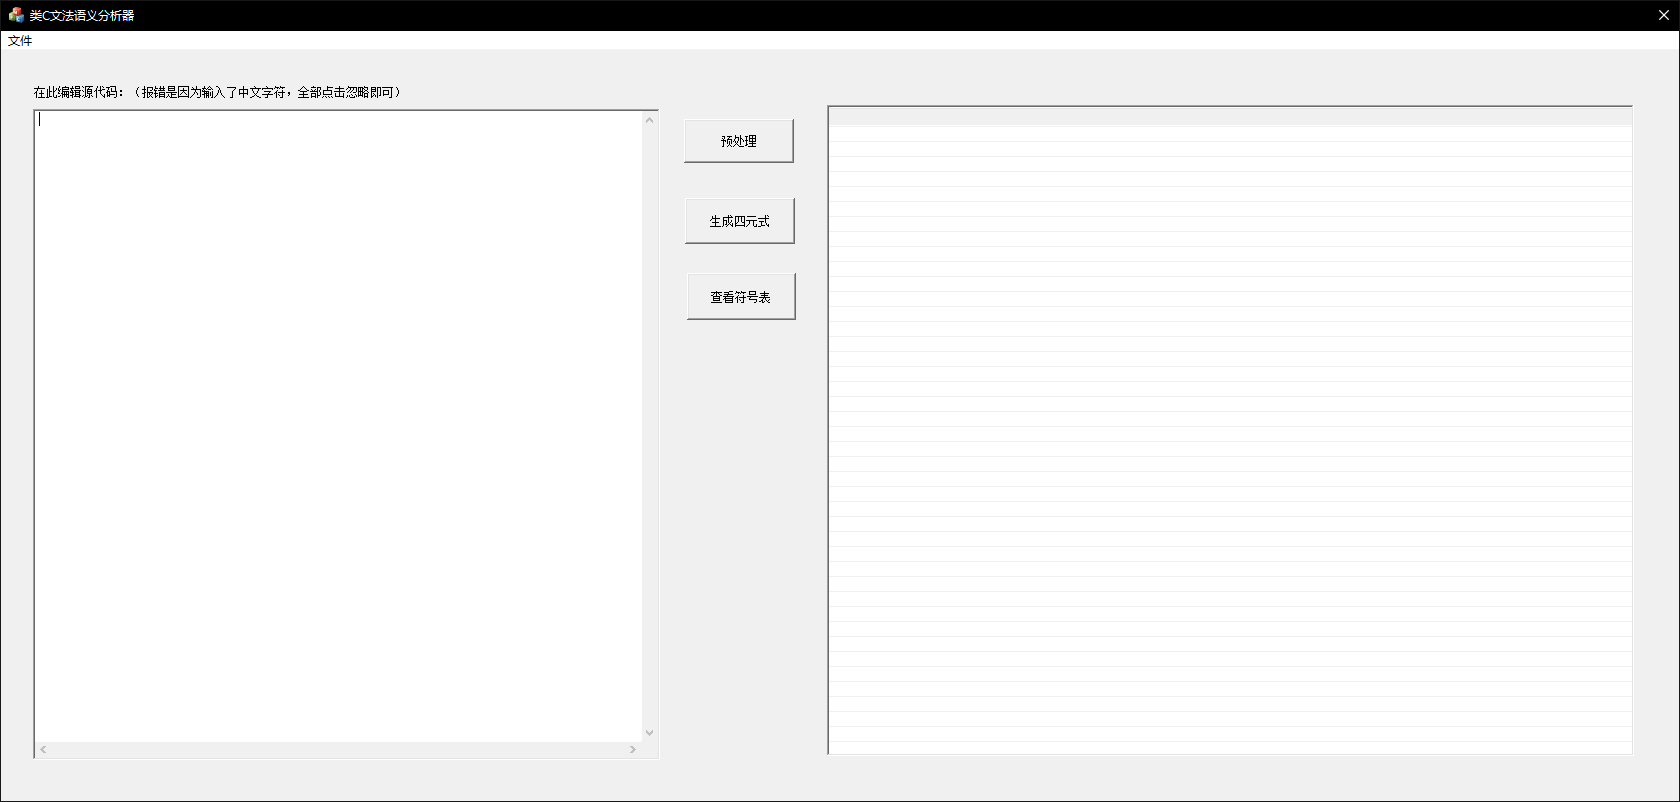 类C文法语义分析器
文件
在此编辑源代码：（报错是因为输入了中文字符，全部点击忽略即可）
预处理
生成四元式
查看符号表